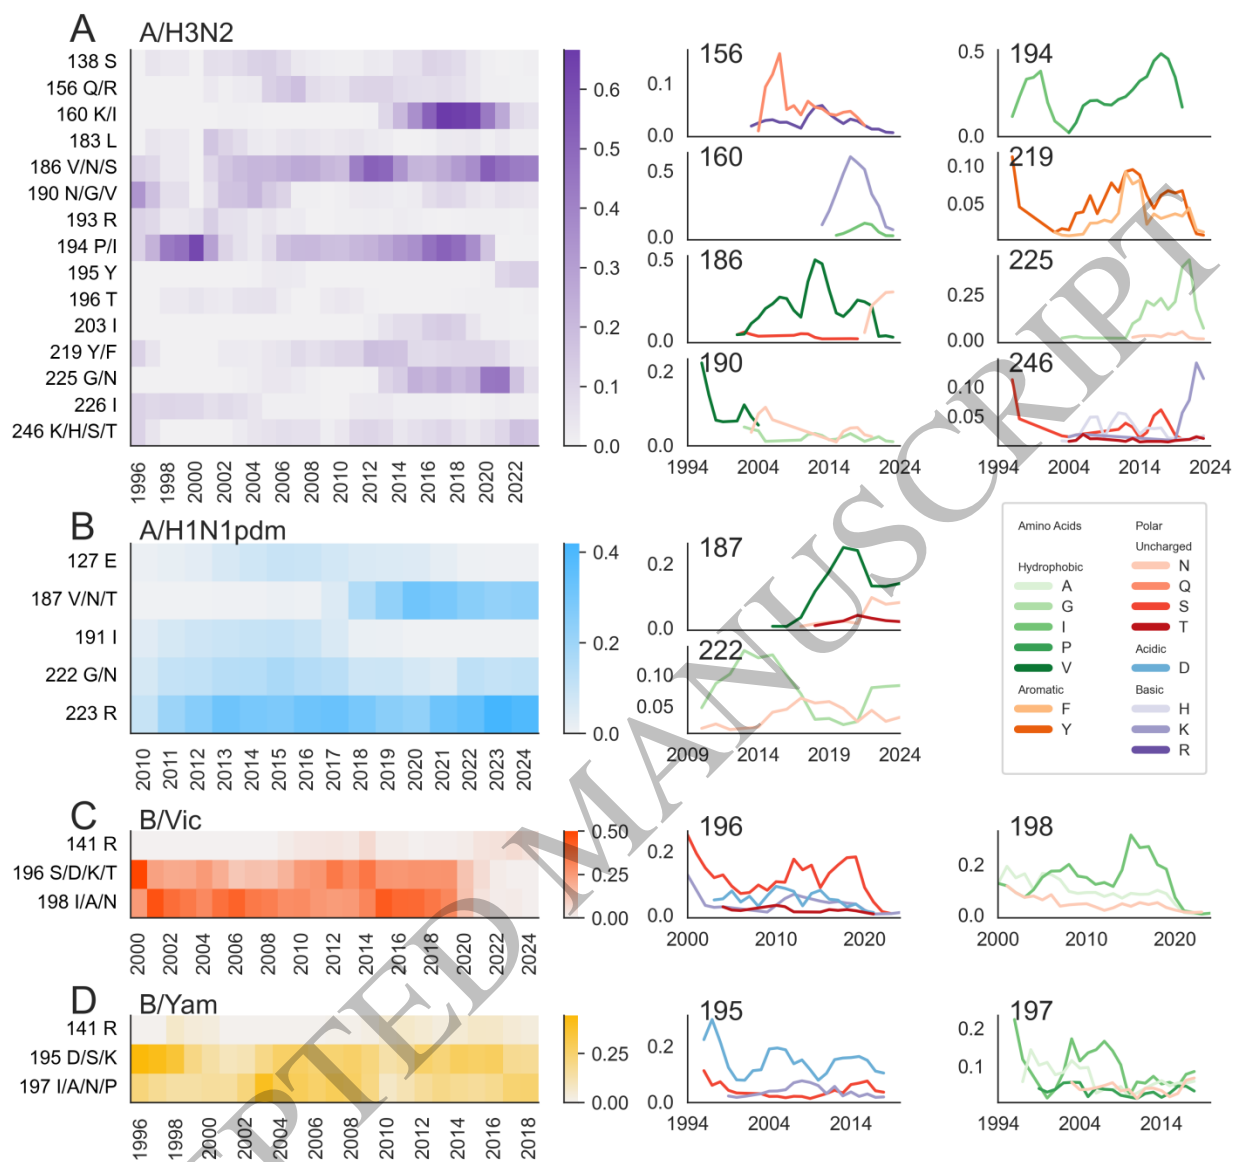 A
A/H3N2
138 S
156 Q/R
160 K/I
183 L
186 V/N/S
190 N/G/V
193 R
194 P/I
195 Y
196 T
203 I
219 Y/F
225 G/N
226 I
246 K/H/S/T
1996
1998
2000
2002
2004
2006
2008
2010
2012
2014
2016
2018
2020
2022
0.6
0.5
0.4
0.3
0.2
0.1
0.0
156
0.1
0.0
160
0.5
0.0
186
0.5
0.0
190
0.2
0.0
1994
2004
2014
2024
194
0.5
0.0
219
0.10
0.05
225
0.25
0.00
246
0.10
0.05
1994
2004
2014
2024
B
A/H1N1pdm
127 E
187 V/N/T
191 I
222 G/N
223 R
2010
2011
2012
2013
2014
2015
2016
2017
2018
2019
2020
2021
2022
2023
2024
0.4
0.2
0.0
187
0.2
0.0
222
0.10
0.05
2009
2014
2019
2024
Amino Acids
Hydrophobic
A
G
I
P
V
Aromatic
F
Y
Polar
Uncharged
N
Q
S
T
Acidic
D
Basic
H
K
R
C
B/Vic
141 R
196 S/D/K/T
198 I/A/N
2000
2002
2004
2006
2008
2010
2012
2014
2016
2018
2020
2022
2024
0.50
0.25
0.00
196
0.2
0.0
2000
2010
2020
198
0.2
0.0
2000
2010
2020
D
B/Yam
141 R
195 D/S/K
197 I/A/N/P
1996
1998
2000
2002
2004
2006
2008
2010
2012
2014
2016
2018
0.25
0.00
195
0.2
0.0
1994
2004
2014
197
0.2
0.1
1994
2004
2014
PTED MANUSCRIPT